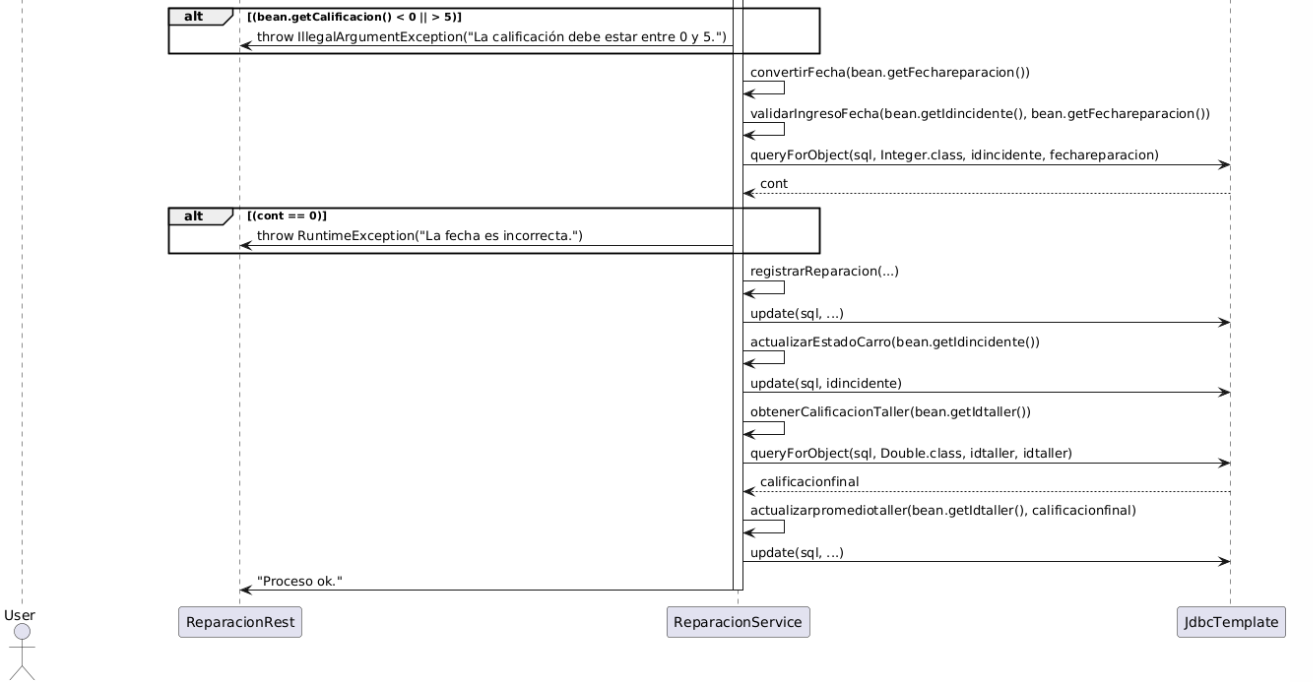 alt [(bean.getCalificacion() < 0 || > 5)]
throw IllegalArgumentException("La calificación debe estar entre 0 y 5.")
convertirFecha(bean.getFechareparacion())
validarIngresoFecha(bean.getIdincidente(), bean.getFechareparacion())
queryForObject(sql, Integer.class, idincidente, fechareparacion)
cont
alt [(cont == 0)]
throw RuntimeException("La fecha es incorrecta.")
registrarReparacion(...)
update(sql, ...)
actualizarEstadoCarro(bean.getIdincidente())
update(sql, idincidente)
obtenerCalificacionTaller(bean.getIdtaller())
queryForObject(sql, Double.class, idtaller, idtaller)
calificacionfinal
actualizarpromediotaller(bean.getIdtaller(), calificacionfinal)
update(sql, ...)
"Proceso ok."
User
ReparacionRest
ReparacionService
JdbcTemplate